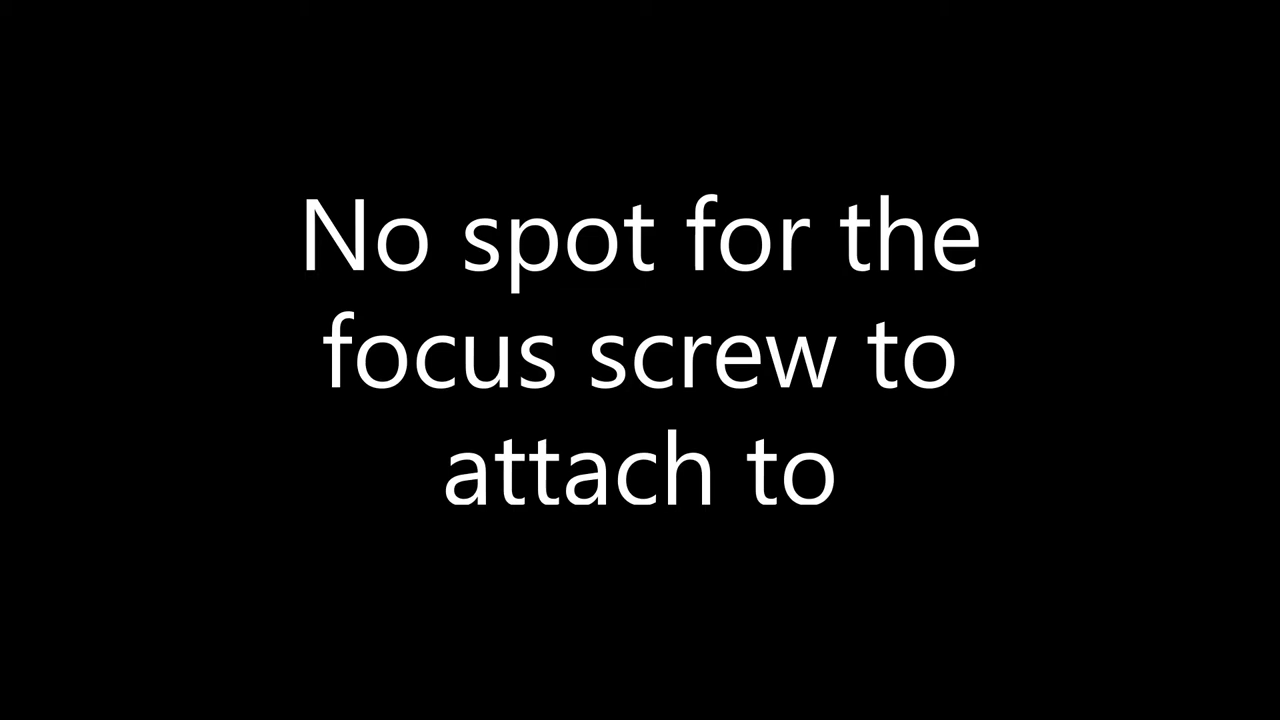 No spot for the
focus screw to
attach to